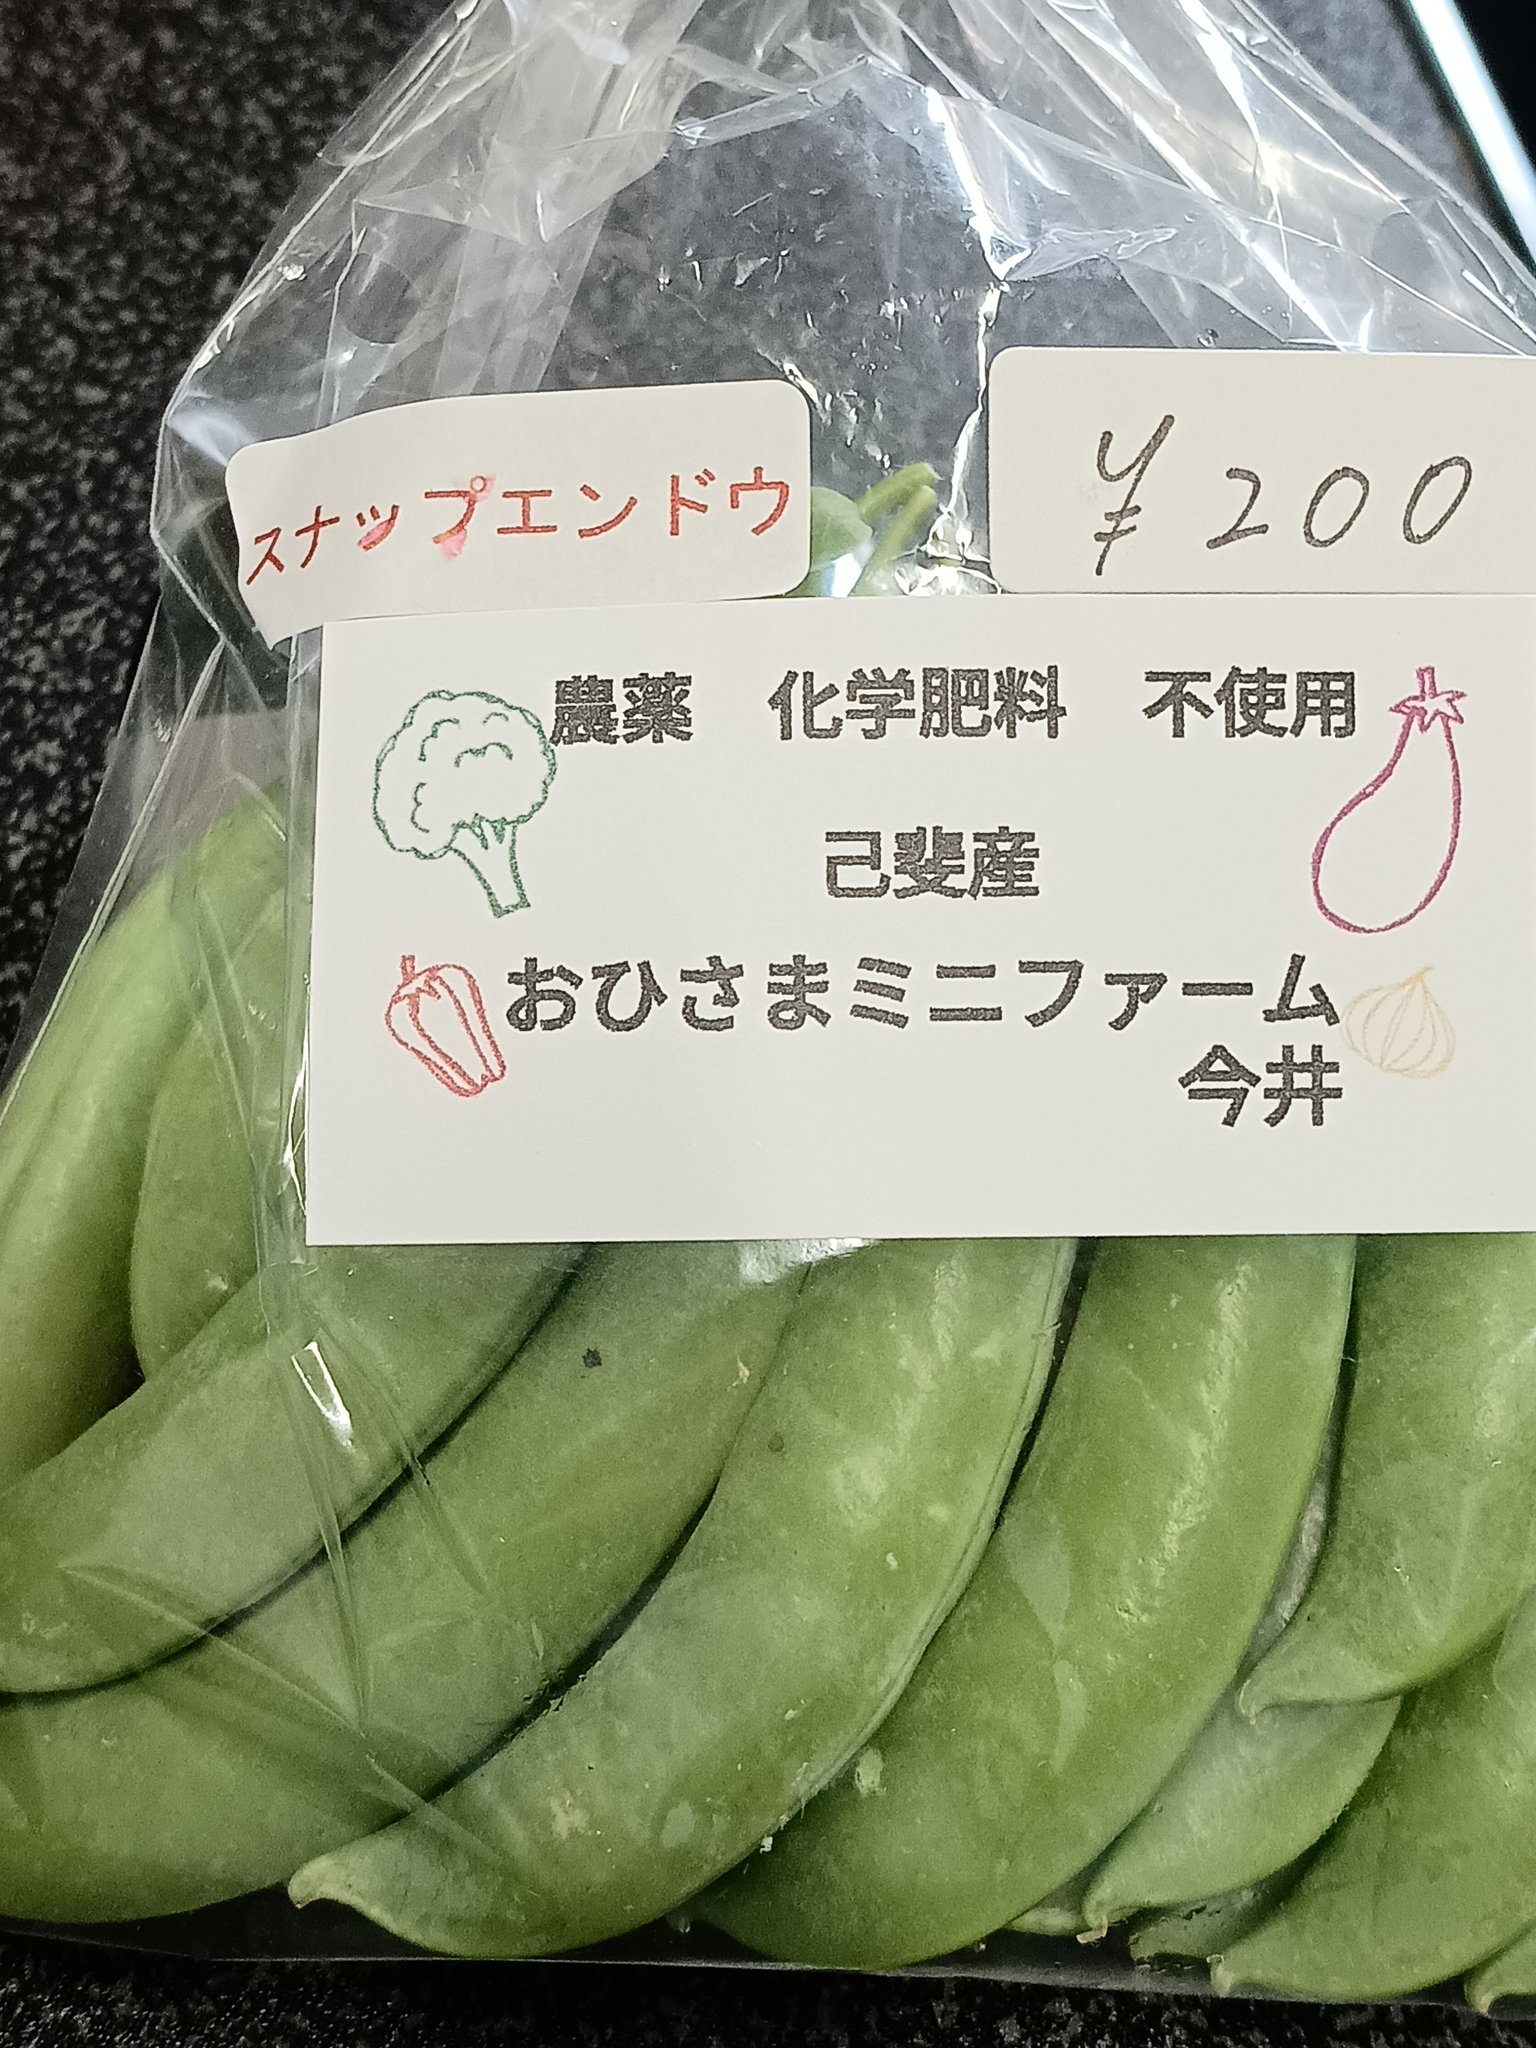 スナップエンドウ
¥200
農薬　化学肥料　不使用
己斐産
おひさまミニファーム
今井